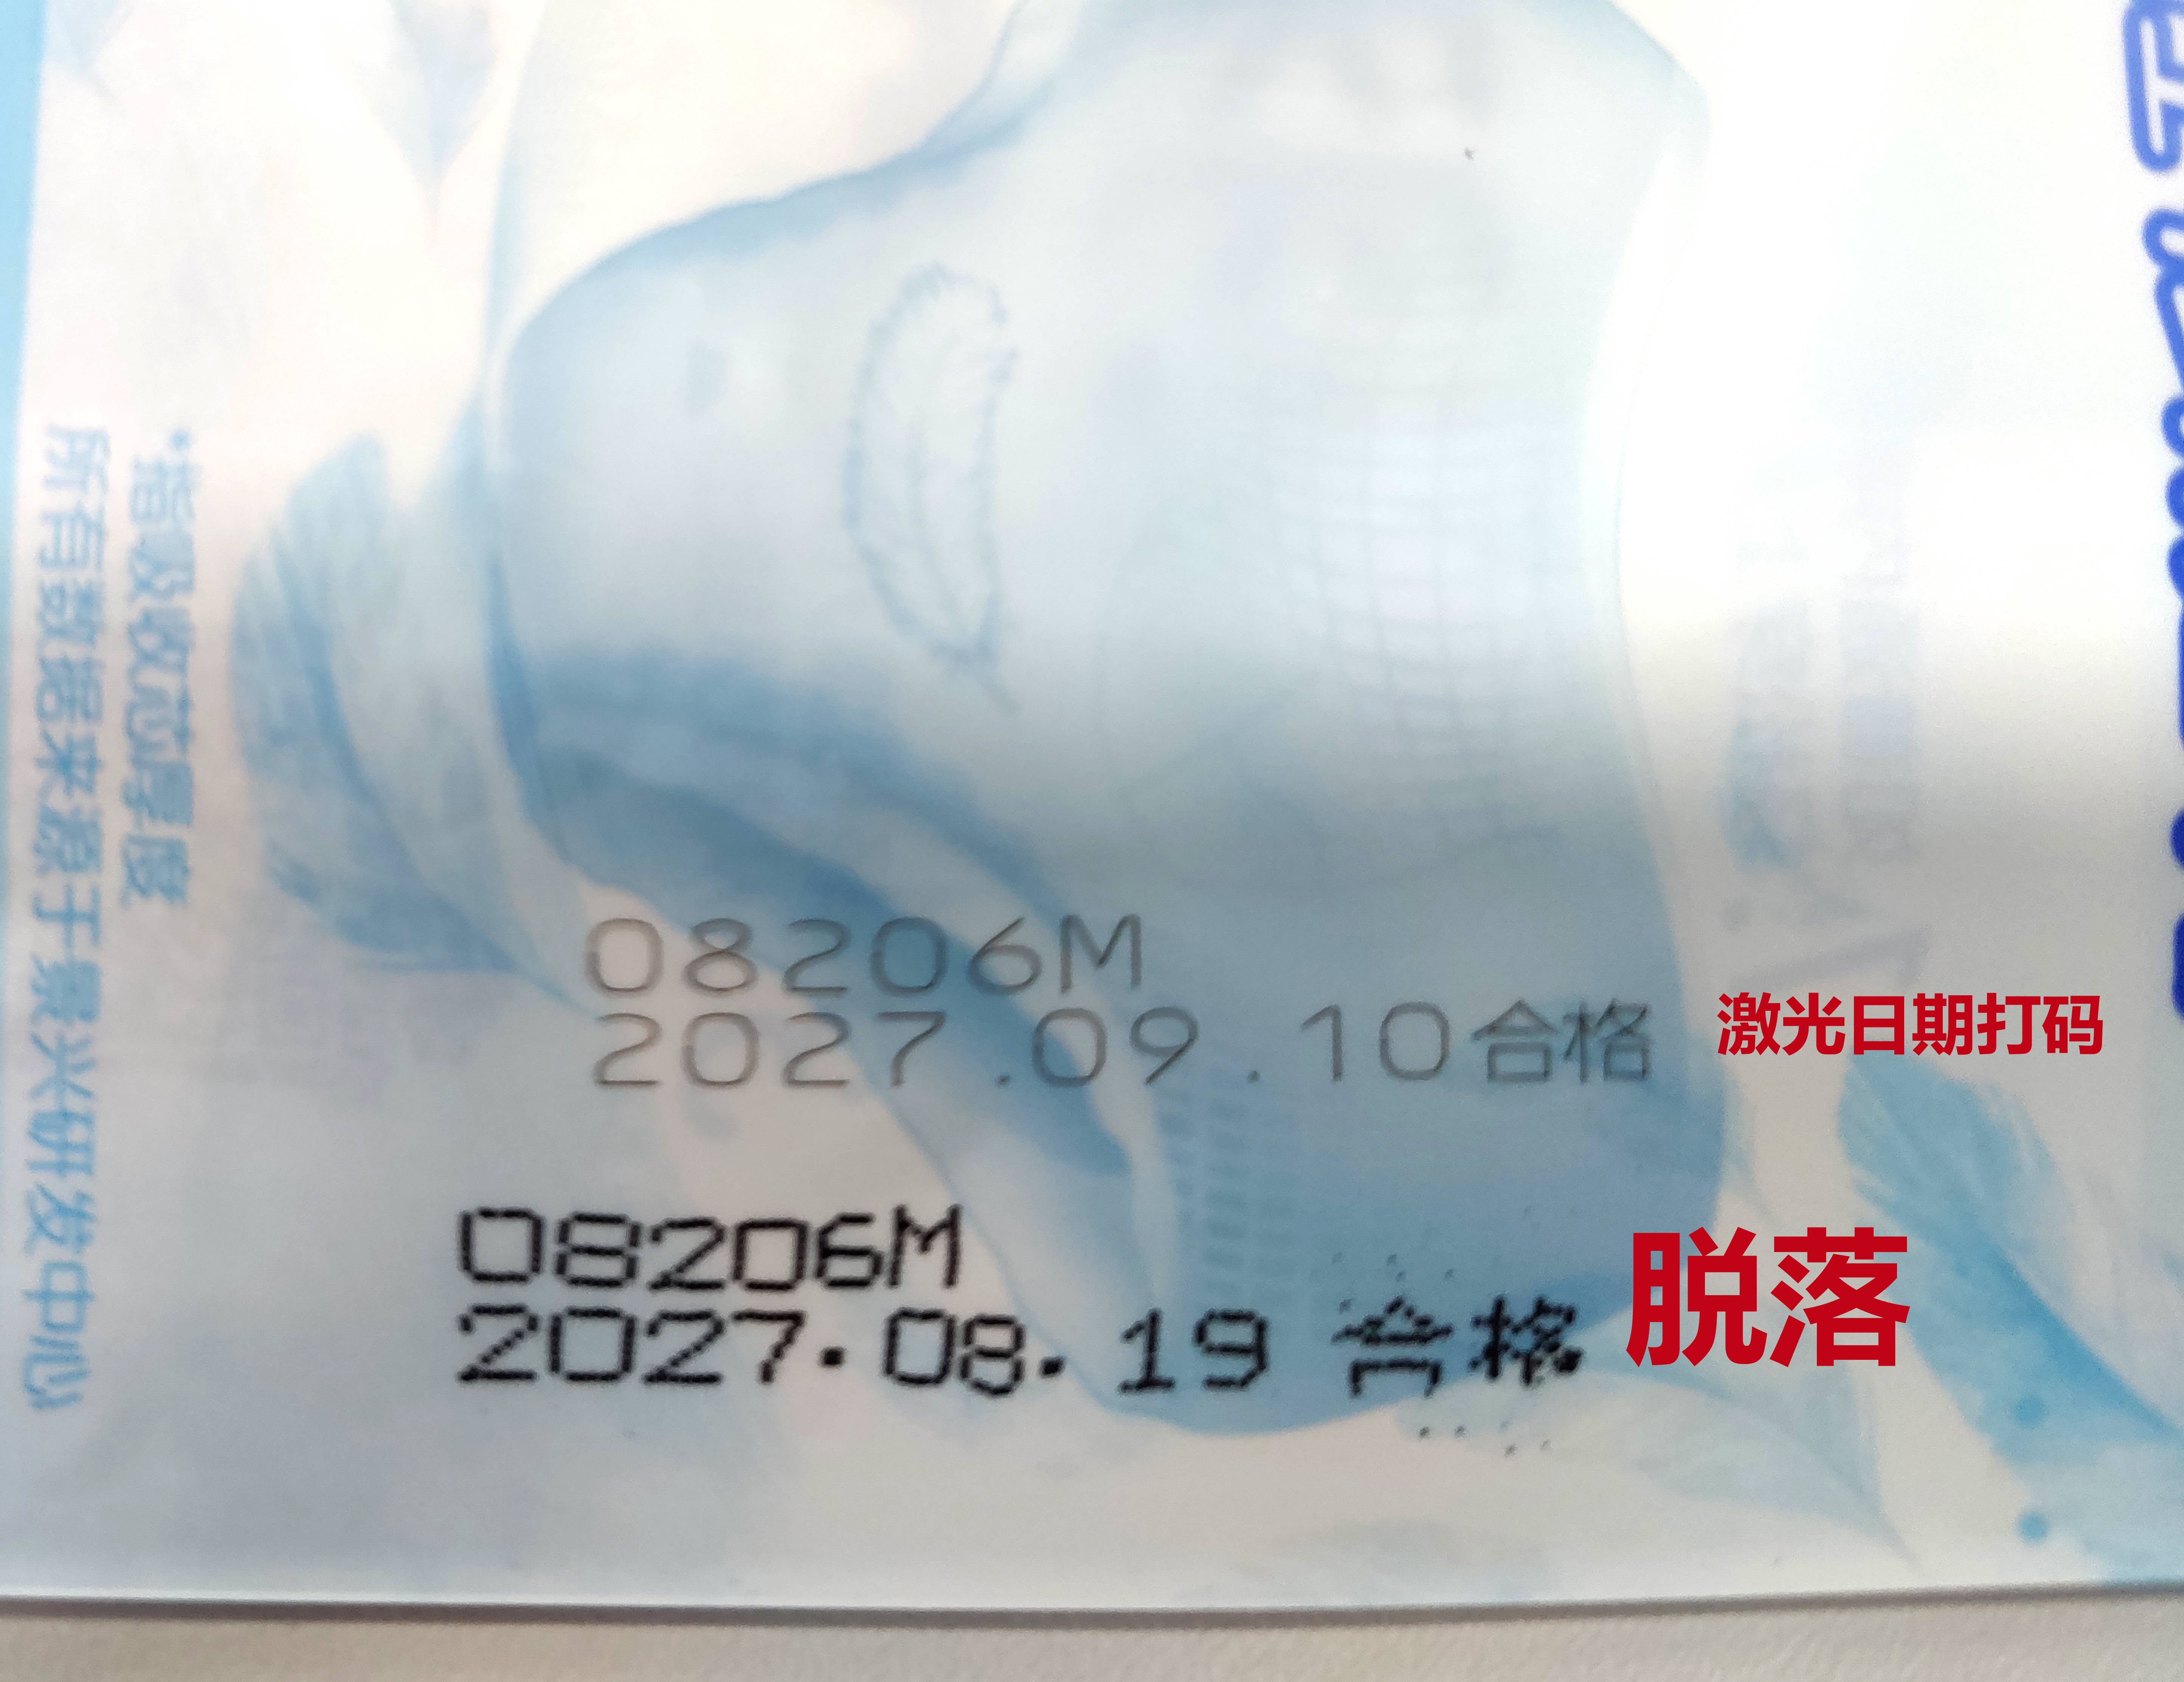 *指吸收芯厚度
所有数据来源于景兴研发中心
08206M
2027.09.10合格
激光日期打码
08206M
2027.08.19 合格
脱落